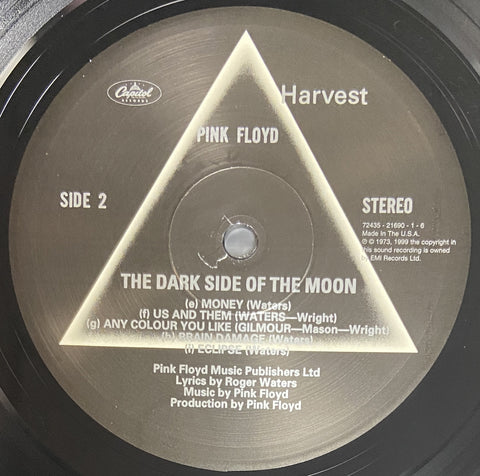 Capitol
RECORDS
Harvest
PINK FLOYD
SIDE 2
STEREO
72435 - 21690 - 1 - 6
Made In The U.S.A.
℗ © 1973, 1999 the copyright in
this sound recording is owned
by EMI Records Ltd.
THE DARK SIDE OF THE MOON
(e) MONEY (Waters)
(f) US AND THEM (WATERS—Wright)
(g) ANY COLOUR YOU LIKE (GILMOUR—Mason—Wright)
(h) BRAIN DAMAGE (Waters)
(i) ECLIPSE (Waters)
Pink Floyd Music Publishers Ltd
Lyrics by Roger Waters
Music by Pink Floyd
Production by Pink Floyd